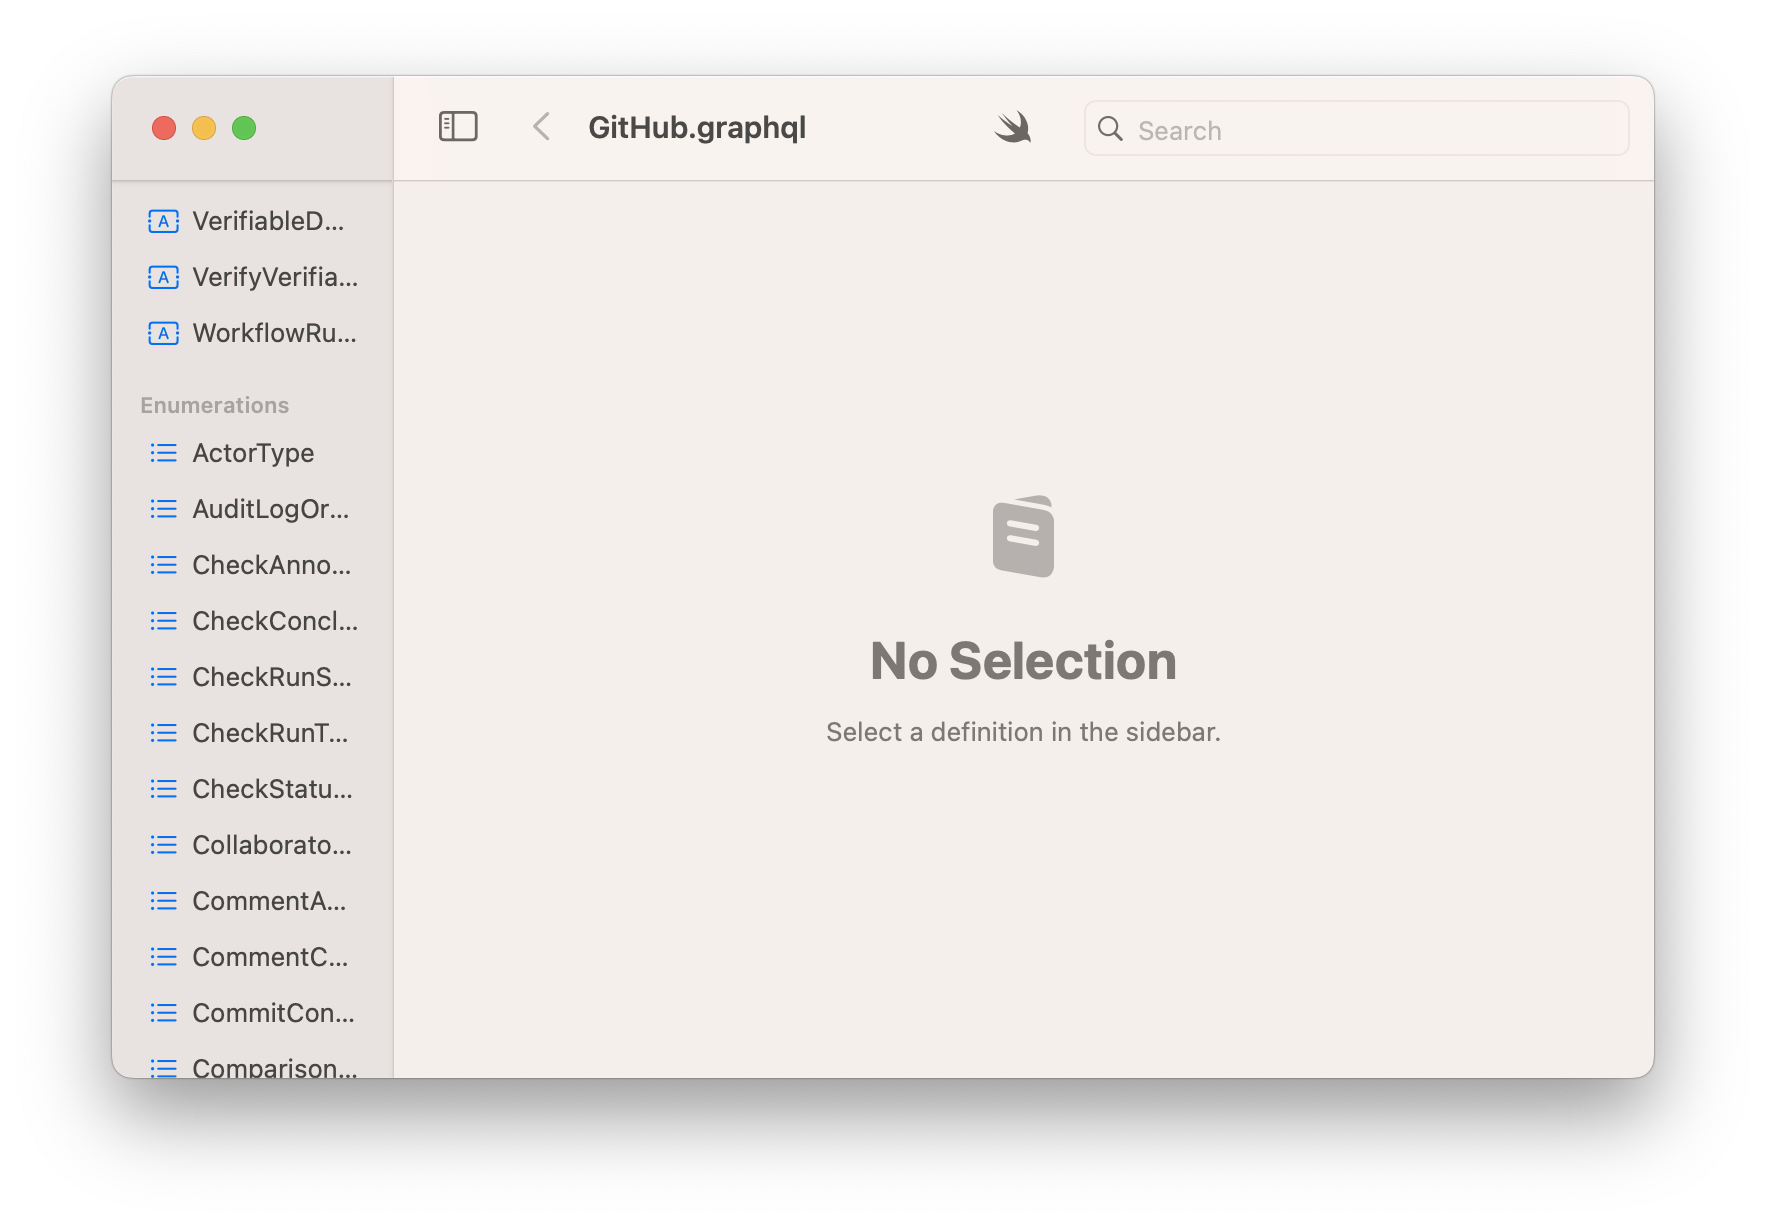 GitHub.graphql
Search
VerifiableD...
VerifyVerifia...
WorkflowRu...
Enumerations
ActorType
AuditLogOr...
CheckAnno...
CheckConcl...
CheckRunS...
CheckRunT...
CheckStatu...
Collaborato...
CommentA...
CommentC...
CommitCon...
Comparison...
No Selection
Select a definition in the sidebar.